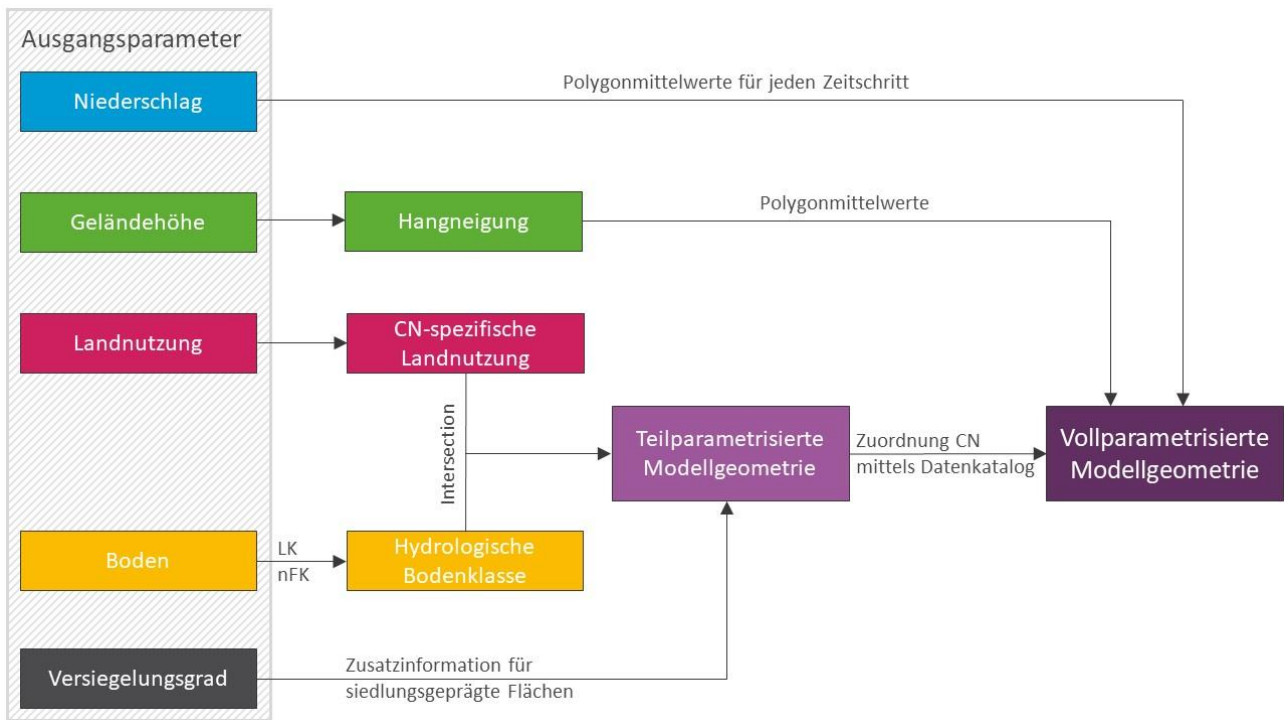 Ausgangsparameter
Niederschlag
Polygonmittelwerte für jeden Zeitschritt
Geländehöhe
Hangneigung
Polygonmittelwerte
Landnutzung
CN-spezifische
Landnutzung
Intersection
Teilparametrisierte
Modellgeometrie
Zuordnung CN
mittels Datenkatalog
Vollparametrisierte
Modellgeometrie
Boden
LK
nFK
Hydrologische
Bodenklasse
Versiegelungsgrad
Zusatzinformation für
siedlungsgeprägte Flächen